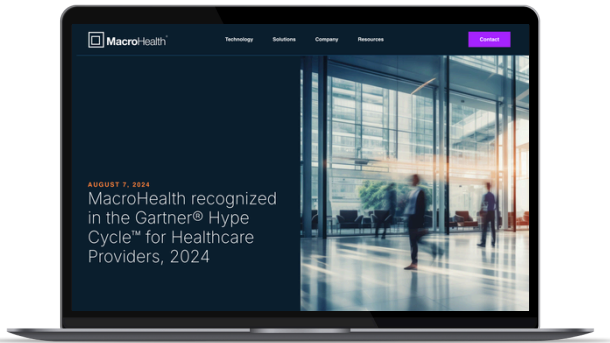 MacroHealth
Technology Solutions Company Resources Contact
AUGUST 7, 2024
MacroHealth recognized
in the Gartner® Hype
Cycle™ for Healthcare
Providers, 2024